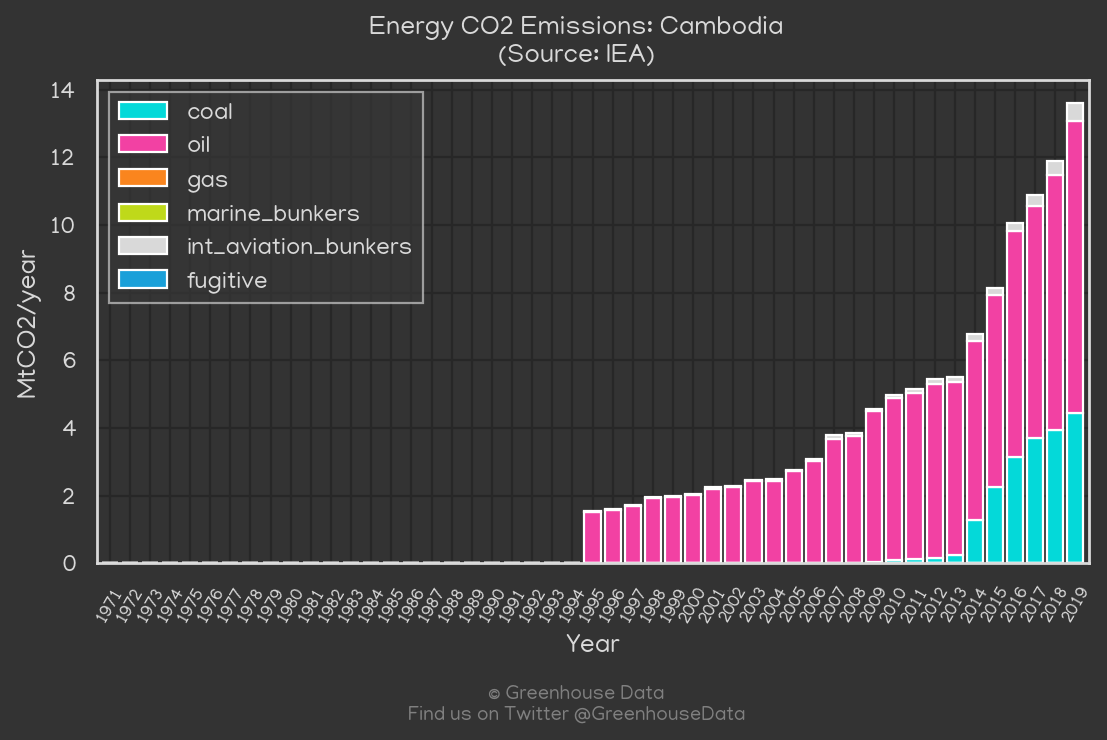 Energy CO2 Emissions: Cambodia
(Source: IEA)
14
12
10
8
6
4
2
0
MtCO2/year
coal
oil
gas
marine_bunkers
int_aviation_bunkers
fugitive
1971 1972 1973 1974 1975 1976 1977 1978 1979 1980 1981 1982 1983 1984 1985 1986 1987 1988 1989 1990 1991 1992 1993 1994 1995 1996 1997 1998 1999 2000 2001 2002 2003 2004 2005 2006 2007 2008 2009 2010 2011 2012 2013 2014 2015 2016 2017 2018 2019
Year
© Greenhouse Data
Find us on Twitter @GreenhouseData